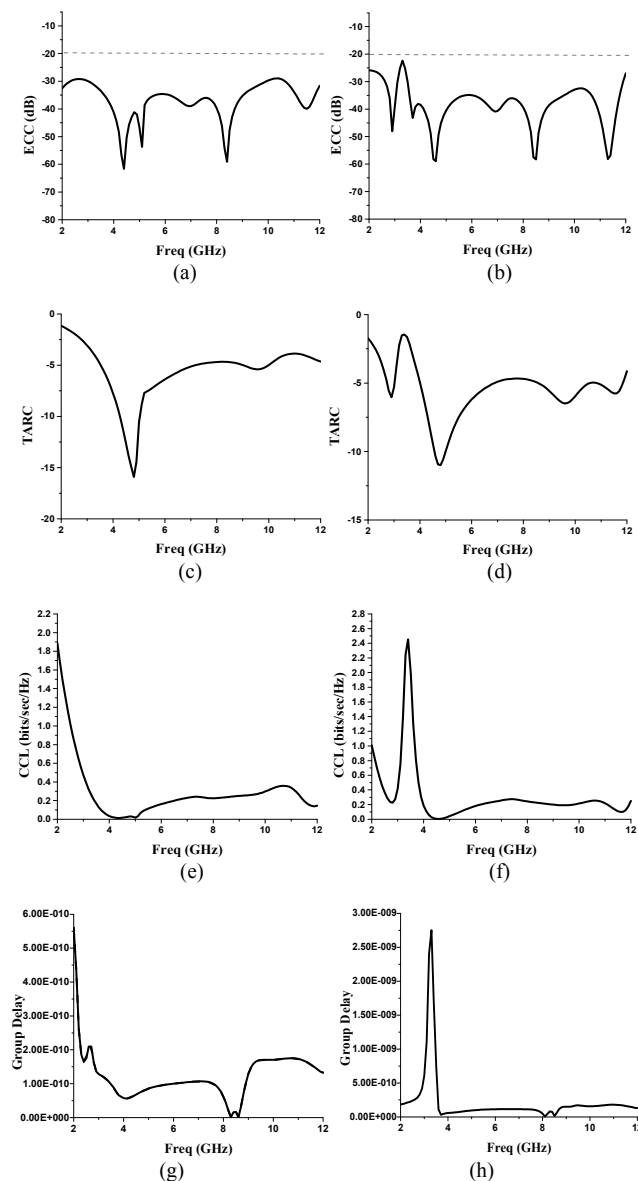 -10
-20
-30
-40
-50
-60
-70
-80
ECC (dB)
2 4 6 8 10 12
Freq (GHz)
(a)
-10
-20
-30
-40
-50
-60
-70
-80
ECC (dB)
2 4 6 8 10 12
Freq (GHz)
(b)
0
-5
-10
-15
-20
TARC
2 4 6 8 10 12
Freq (GHz)
(c)
0
-5
-10
-15
TARC
2 4 6 8 10 12
Freq (GHz)
(d)
2.2
2.0
1.8
1.6
1.4
1.2
1.0
0.8
0.6
0.4
0.2
0.0
CCL (bits/sec/Hz)
2 4 6 8 10 12
Freq (GHz)
(e)
2.8
2.6
2.4
2.2
2.0
1.8
1.6
1.4
1.2
1.0
0.8
0.6
0.4
0.2
0.0
CCL (bits/sec/Hz)
2 4 6 8 10 12
Freq (GHz)
(f)
6.00E-010
5.00E-010
4.00E-010
3.00E-010
2.00E-010
1.00E-010
0.00E+000
Group Delay
2 4 6 8 10 12
Freq (GHz)
(g)
3.00E-009
2.50E-009
2.00E-009
1.50E-009
1.00E-009
5.00E-010
0.00E+000
Group Delay
2 4 6 8 10 12
Freq (GHz)
(h)